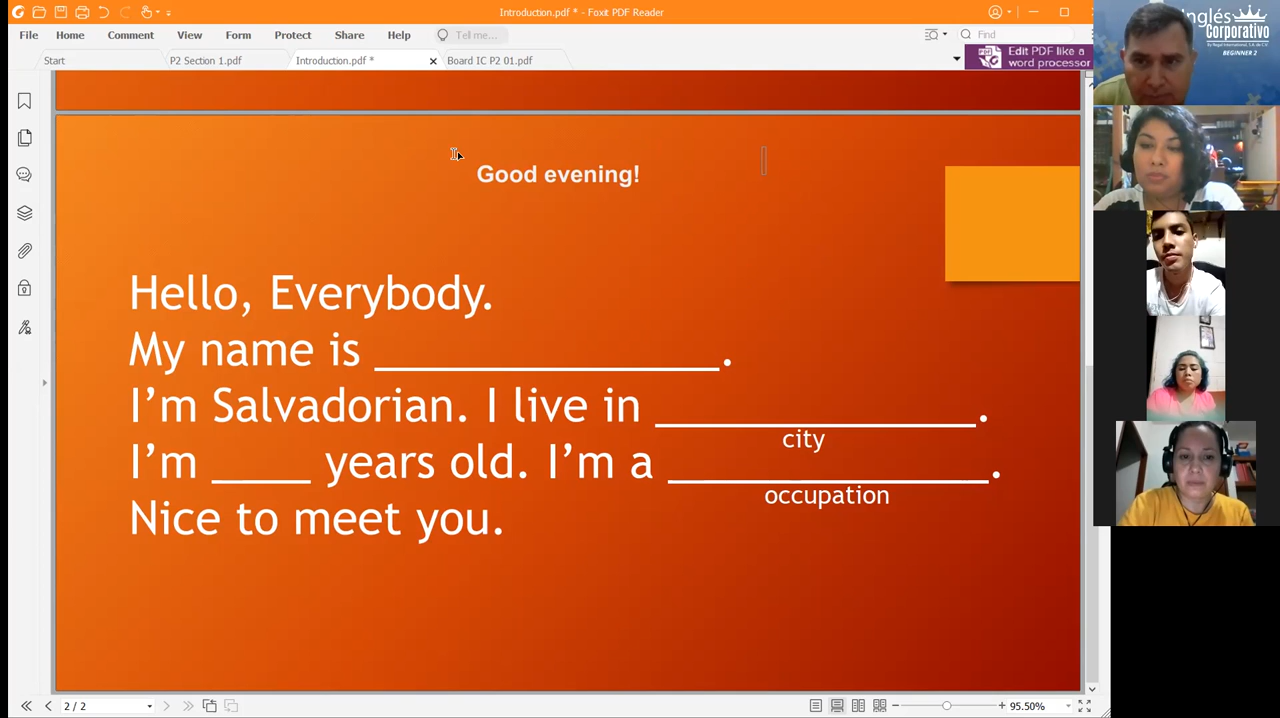 Introduction.pdf * - Foxit PDF Reader
File Home Comment View Form Protect Share Help Tell me... Find
Edit PDF like a
word processor
Start P2 Section 1.pdf Introduction.pdf * Board IC P2 01.pdf
Good evening!
Hello, Everybody.
My name is _______________.
I’m Salvadorian. I live in ______________.
city
I’m ____ years old. I’m a ______________.
occupation
Nice to meet you.
2 / 2 95.50%
inglés
Corporativo
BEGINNER 2